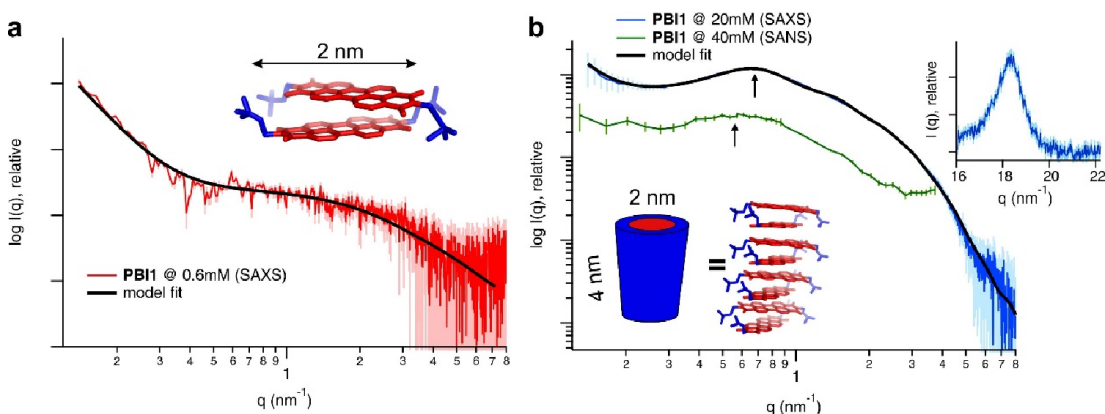 a
2 nm
log I(q), relative
PBI1 @ 0.6mM (SAXS)
model fit
2 3 4 5 6 7 8 9 1 2 3 4 5 6 7 8
q (nm⁻¹)
b
PBI1 @ 20mM (SAXS)
PBI1 @ 40mM (SANS)
model fit
log I(q), relative
I (q), relative
16 18 20 22
q (nm⁻¹)
2 nm
4 nm
=
2 3 4 5 6 7 8 9 1 2 3 4 5 6 7 8
q (nm⁻¹)